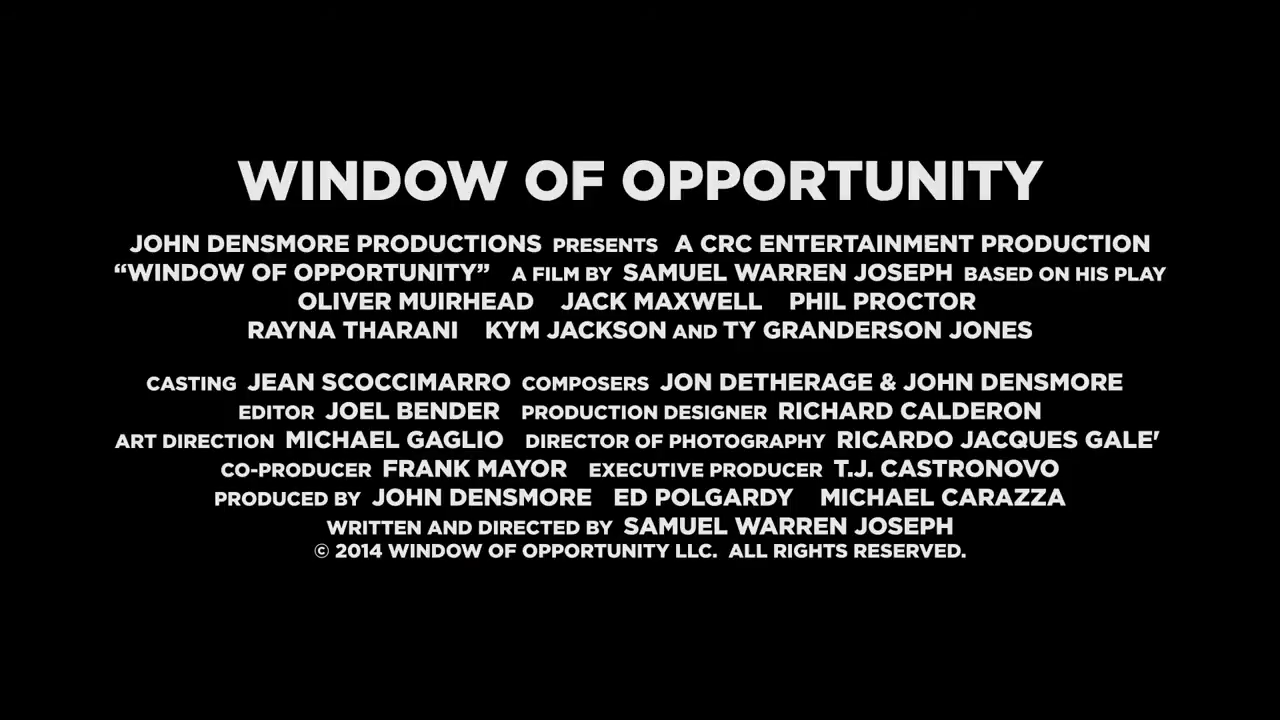 WINDOW OF OPPORTUNITY
JOHN DENSMORE PRODUCTIONS PRESENTS A CRC ENTERTAINMENT PRODUCTION
“WINDOW OF OPPORTUNITY” A FILM BY SAMUEL WARREN JOSEPH BASED ON HIS PLAY
OLIVER MUIRHEAD JACK MAXWELL PHIL PROCTOR
RAYNA THARANI KYM JACKSON AND TY GRANDERSON JONES
CASTING JEAN SCOCCIMARRO COMPOSERS JON DETHERAGE & JOHN DENSMORE
EDITOR JOEL BENDER PRODUCTION DESIGNER RICHARD CALDERON
ART DIRECTION MICHAEL GAGLIO DIRECTOR OF PHOTOGRAPHY RICARDO JACQUES GALE'
CO-PRODUCER FRANK MAYOR EXECUTIVE PRODUCER T.J. CASTRONOVO
PRODUCED BY JOHN DENSMORE ED POLGARDY MICHAEL CARAZZA
WRITTEN AND DIRECTED BY SAMUEL WARREN JOSEPH
© 2014 WINDOW OF OPPORTUNITY LLC. ALL RIGHTS RESERVED.